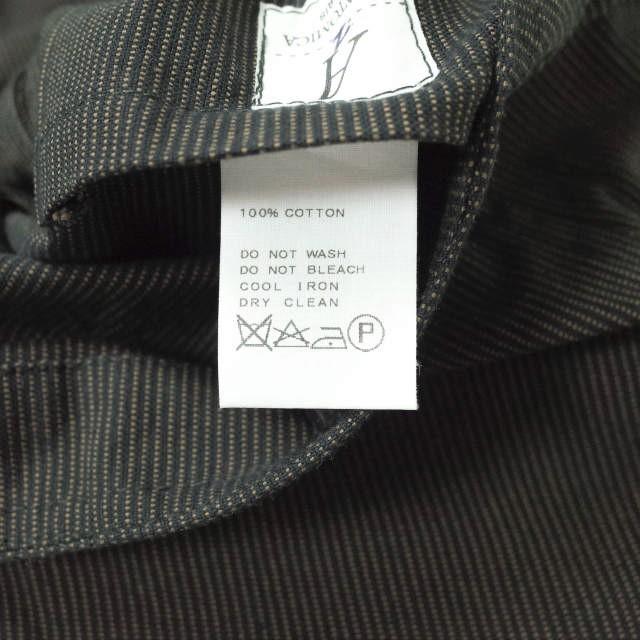 100% COTTON
DO NOT WASH
DO NOT BLEACH
COOL IRON
DRY CLEAN
P